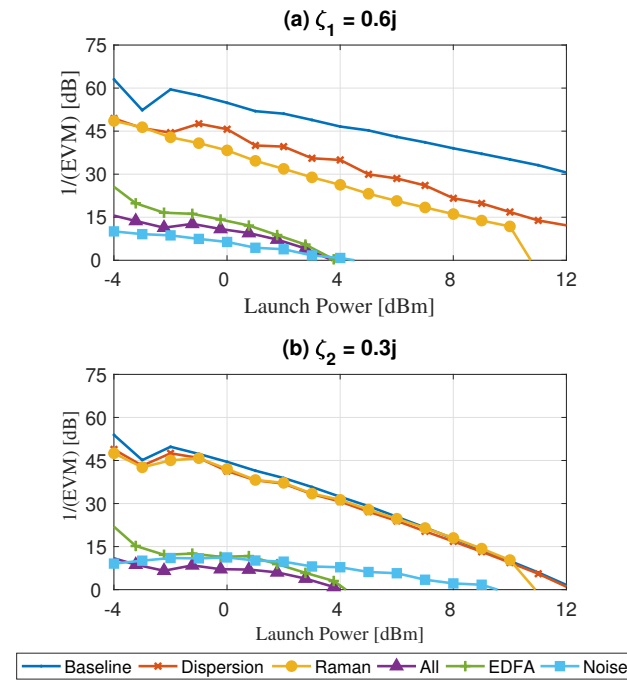 (a) ζ1 = 0.6j
75
60
45
30
15
0
1/(EVM) [dB]
-4 0 4 8 12
Launch Power [dBm]
(b) ζ2 = 0.3j
75
60
45
30
15
0
1/(EVM) [dB]
-4 0 4 8 12
Launch Power [dBm]
Baseline Dispersion Raman All EDFA Noise